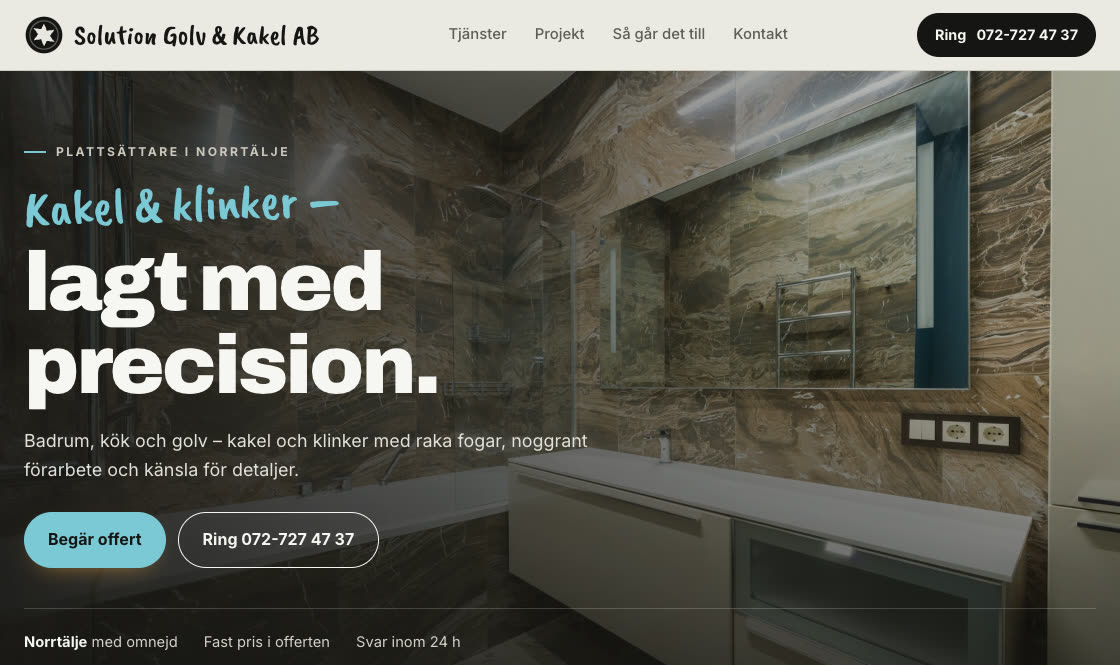 Solution Golv & Kakel AB
Tjänster Projekt Så går det till Kontakt
Ring 072-727 47 37
PLATTSÄTTARE I NORRTÄLJE
Kakel & klinker –
lagt med
precision.
Badrum, kök och golv – kakel och klinker med raka fogar, noggrant
förarbete och känsla för detaljer.
Begär offert
Ring 072-727 47 37
Norrtälje med omnejd
Fast pris i offerten
Svar inom 24 h